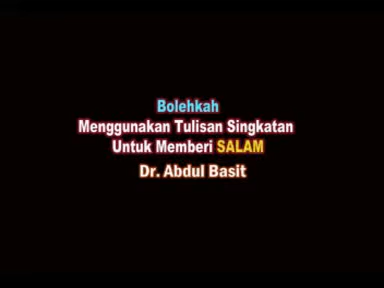 Bolehkah
Menggunakan Tulisan Singkatan
Untuk Memberi SALAM
Dr. Abdul Basit